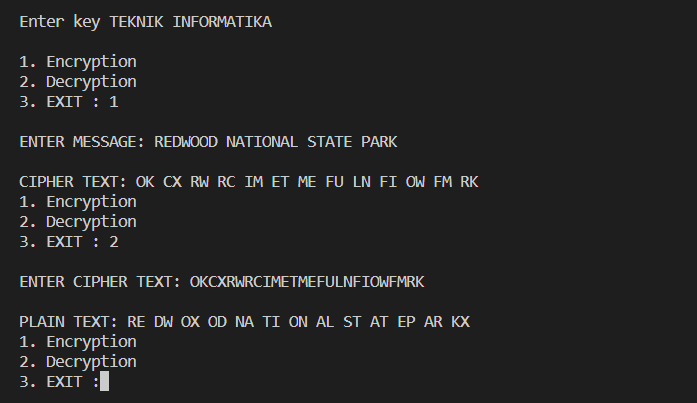 Enter key TEKNIK INFORMATIKA
1. Encryption
2. Decryption
3. EXIT : 1
ENTER MESSAGE: REDWOOD NATIONAL STATE PARK
CIPHER TEXT: OK CX RW RC IM ET ME FU LN FI OW FM RK
1. Encryption
2. Decryption
3. EXIT : 2
ENTER CIPHER TEXT: OKCXRWRCIMETMEFULNFIOWFMRK
PLAIN TEXT: RE DW OX OD NA TI ON AL ST AT EP AR KX
1. Encryption
2. Decryption
3. EXIT :